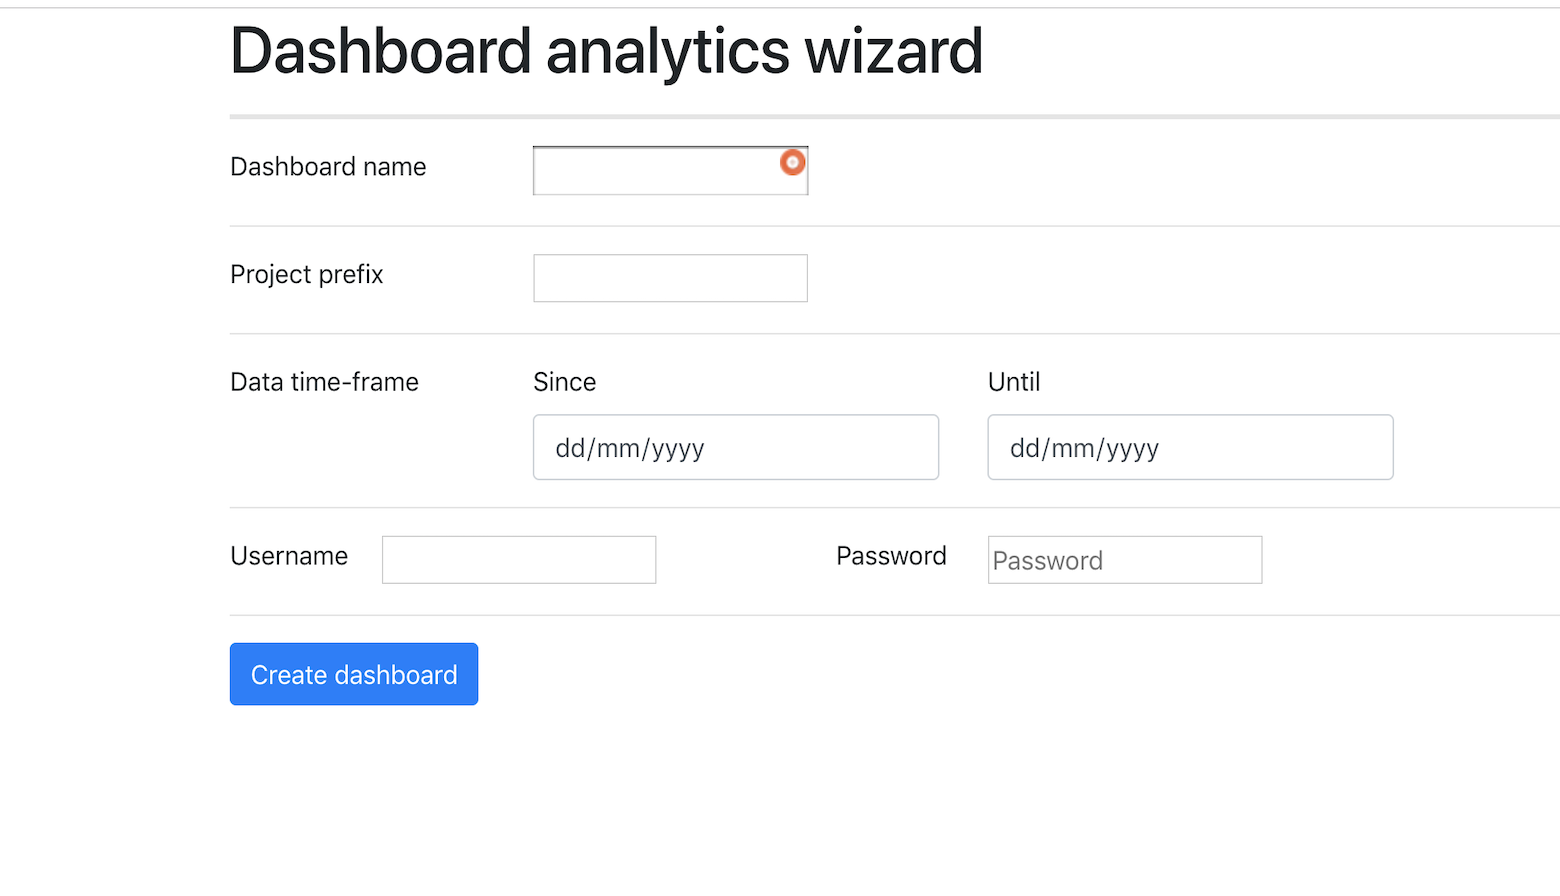 Dashboard analytics wizard
Dashboard name
Project prefix
Data time-frame Since Until
dd/mm/yyyy dd/mm/yyyy
Username Password Password
Create dashboard